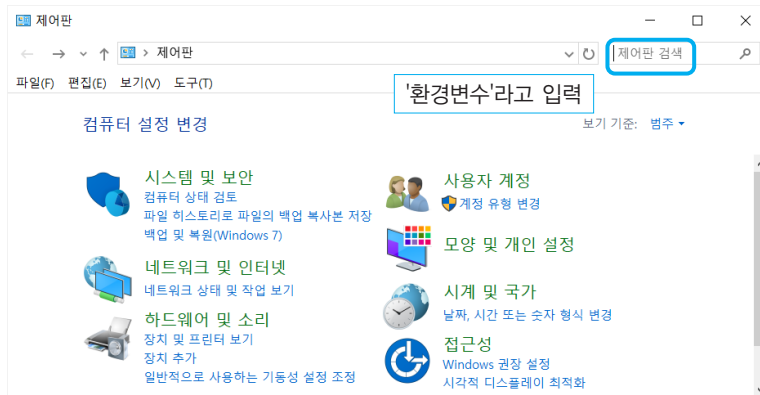 제어판
제어판
제어판 검색
파일(F) 편집(E) 보기(V) 도구(T)
'환경변수'라고 입력
컴퓨터 설정 변경
보기 기준: 범주
시스템 및 보안
컴퓨터 상태 검토
파일 히스토리로 파일의 백업 복사본 저장
백업 및 복원(Windows 7)
네트워크 및 인터넷
네트워크 상태 및 작업 보기
하드웨어 및 소리
장치 및 프린터 보기
장치 추가
일반적으로 사용하는 기동성 설정 조정
사용자 계정
계정 유형 변경
모양 및 개인 설정
시계 및 국가
날짜, 시간 또는 숫자 형식 변경
접근성
Windows 권장 설정
시각적 디스플레이 최적화